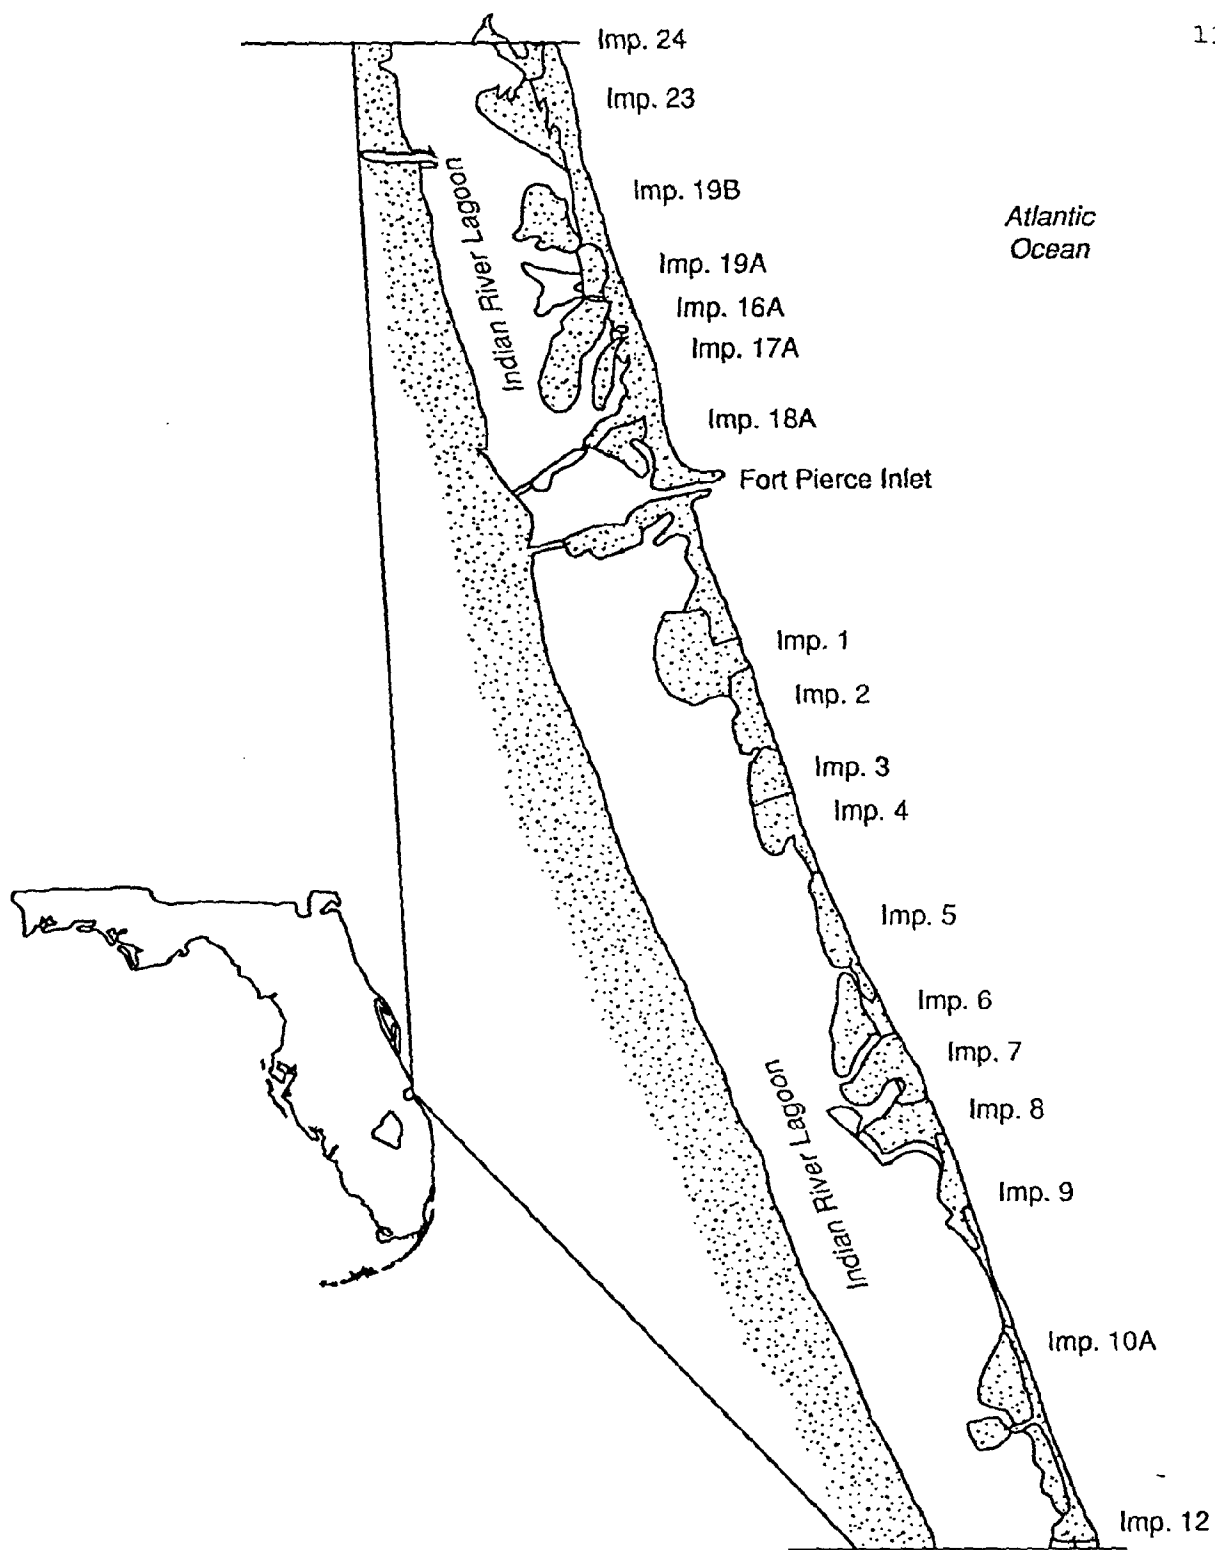 11
Imp. 24
Imp. 23
Imp. 19B
Atlantic
Ocean
Indian River Lagoon
Imp. 19A
Imp. 16A
Imp. 17A
Imp. 18A
Fort Pierce Inlet
Imp. 1
Imp. 2
Imp. 3
Imp. 4
Imp. 5
Imp. 6
Imp. 7
Imp. 8
Indian River Lagoon
Imp. 9
Imp. 10A
Imp. 12